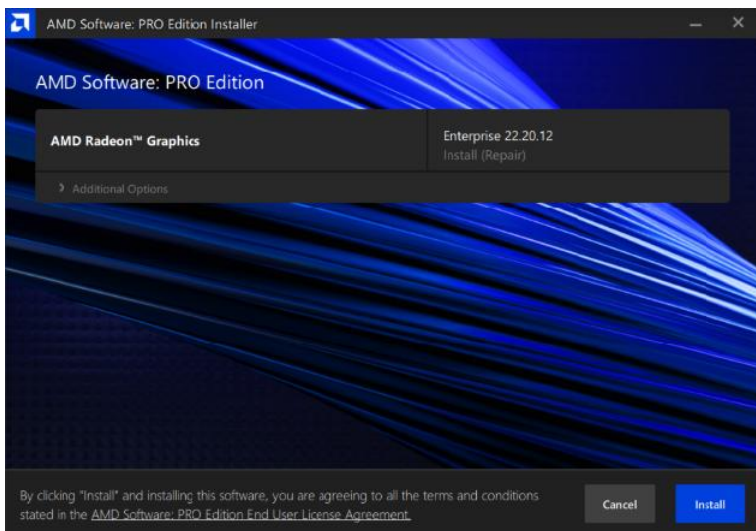 AMD Software: PRO Edition Installer
AMD Software: PRO Edition
AMD Radeon™ Graphics
Enterprise 22.20.12
Install (Repair)
Additional Options
By clicking "Install" and installing this software, you are agreeing to all the terms and conditions
stated in the AMD Software: PRO Edition End User License Agreement.
Cancel
Install